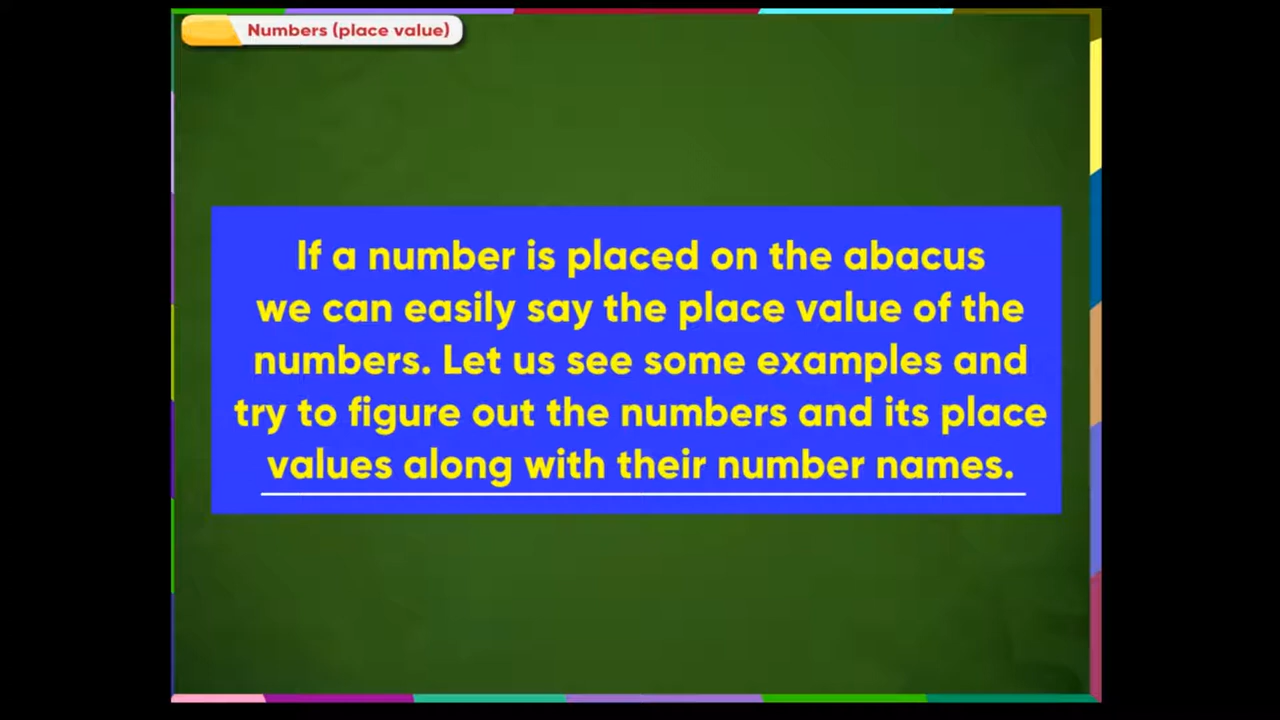 Numbers (place value)
If a number is placed on the abacus
we can easily say the place value of the
numbers. Let us see some examples and
try to figure out the numbers and its place
values along with their number names.